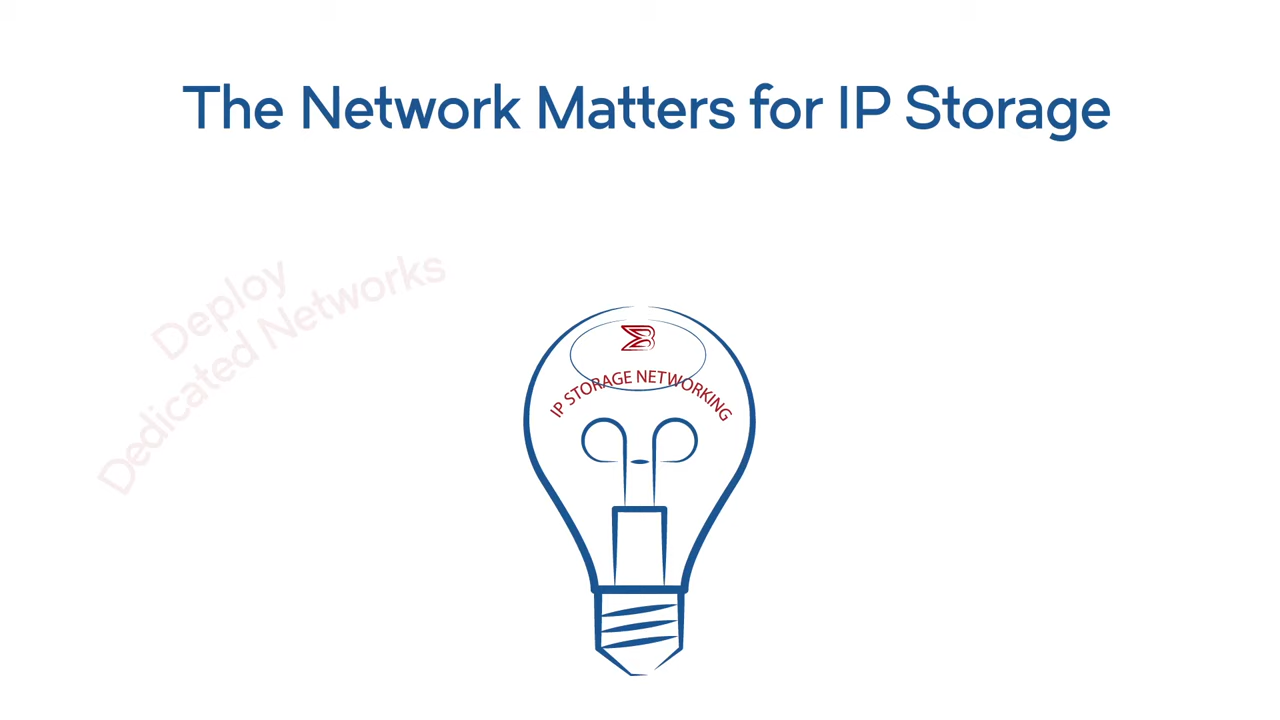 The Network Matters for IP Storage
Deploy
Dedicated Networks
IP STORAGE NETWORKING